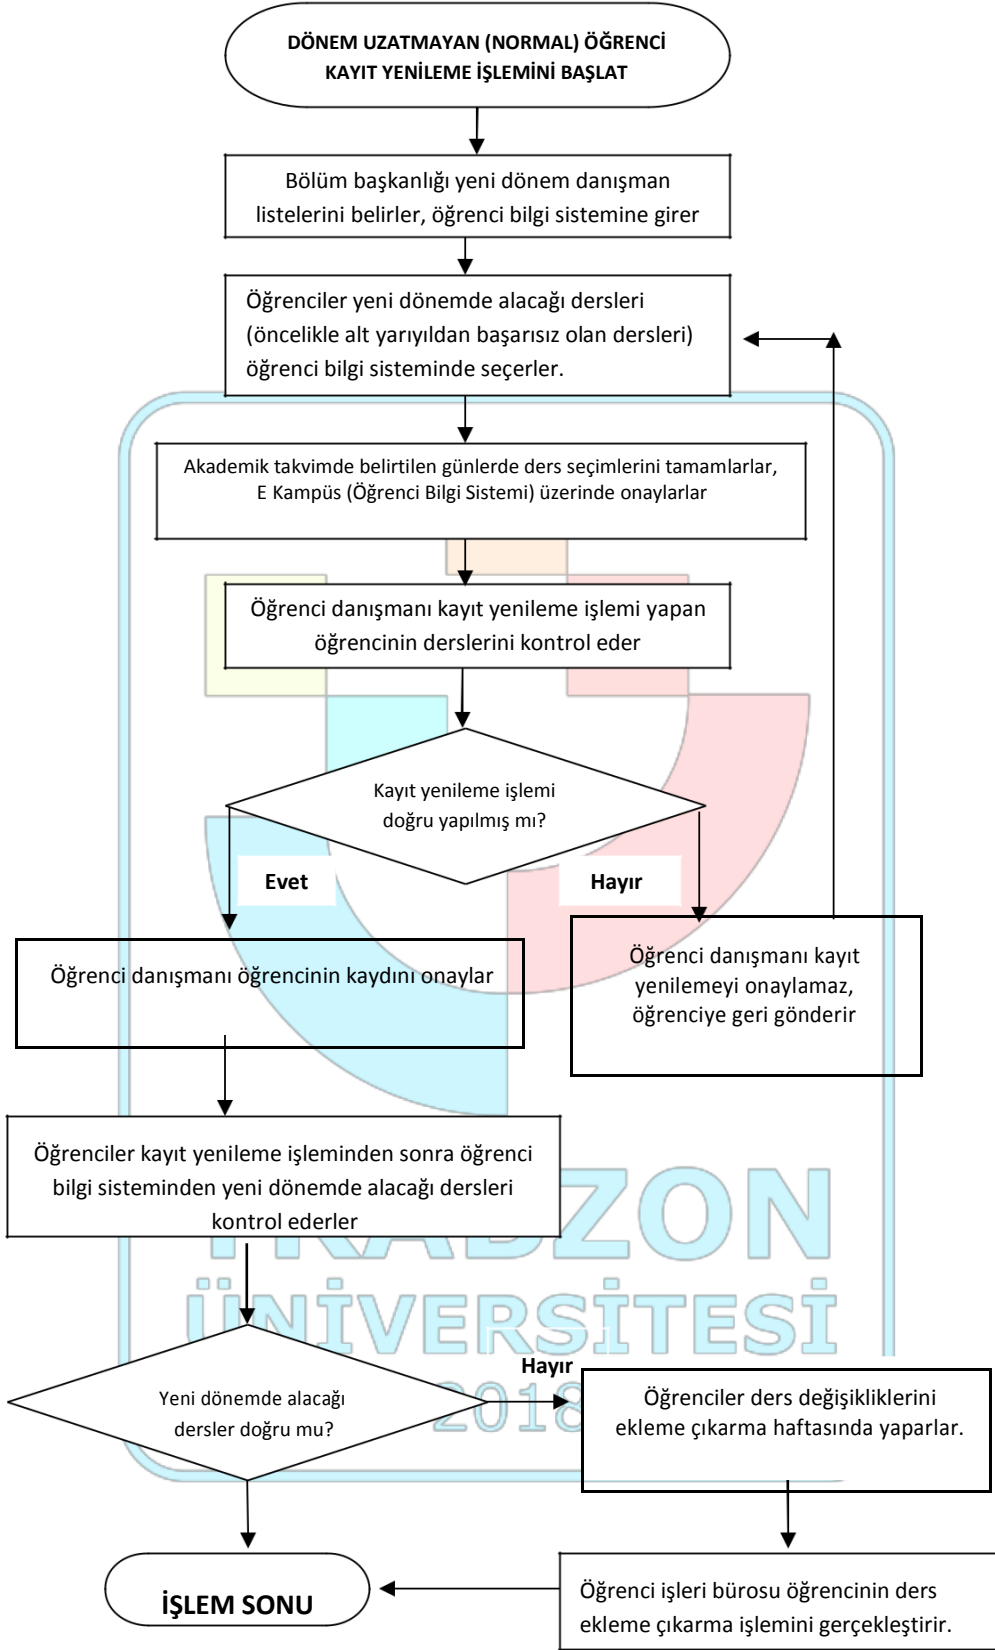 DÖNEM UZATMAYAN (NORMAL) ÖĞRENCİ
KAYIT YENİLEME İŞLEMİNİ BAŞLAT
Bölüm başkanlığı yeni dönem danışman
listelerini belirler, öğrenci bilgi sistemine girer
Öğrenciler yeni dönemde alacağı dersleri
(öncelikle alt yarıyıldan başarısız olan dersleri)
öğrenci bilgi sisteminde seçerler.
Akademik takvimde belirtilen günlerde ders seçimlerini tamamlarlar,
E Kampüs (Öğrenci Bilgi Sistemi) üzerinde onaylarlar
Öğrenci danışmanı kayıt yenileme işlemi yapan
öğrencinin derslerini kontrol eder
Kayıt yenileme işlemi
doğru yapılmış mı?
Evet
Hayır
Öğrenci danışmanı öğrencinin kaydını onaylar
Öğrenci danışmanı kayıt
yenilemeyi onaylamaz,
öğrenciye geri gönderir
Öğrenciler kayıt yenileme işleminden sonra öğrenci
bilgi sisteminden yeni dönemde alacağı dersleri
kontrol ederler
TRABZON
ÜNİVERSİTESİ
2018
Yeni dönemde alacağı
dersler doğru mu?
Hayır
Öğrenciler ders değişikliklerini
ekleme çıkarma haftasında yaparlar.
İŞLEM SONU
Öğrenci işleri bürosu öğrencinin ders
ekleme çıkarma işlemini gerçekleştirir.